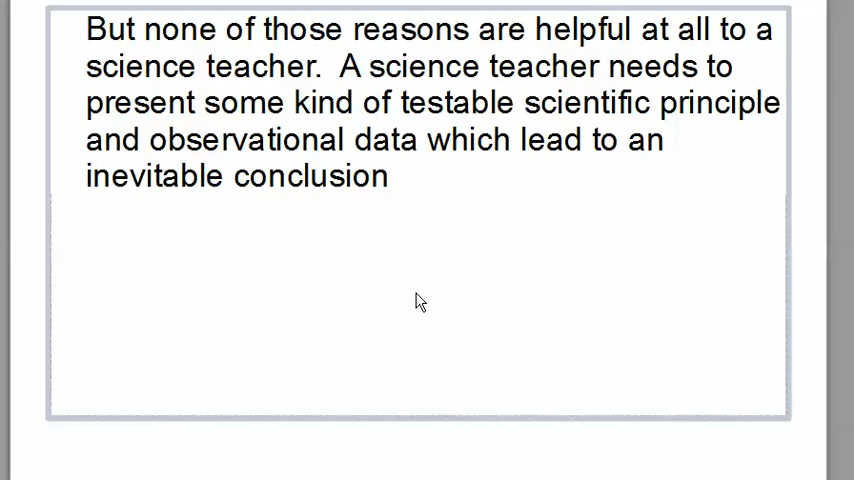 But none of those reasons are helpful at all to a
science teacher.  A science teacher needs to
present some kind of testable scientific principle
and observational data which lead to an
inevitable conclusion